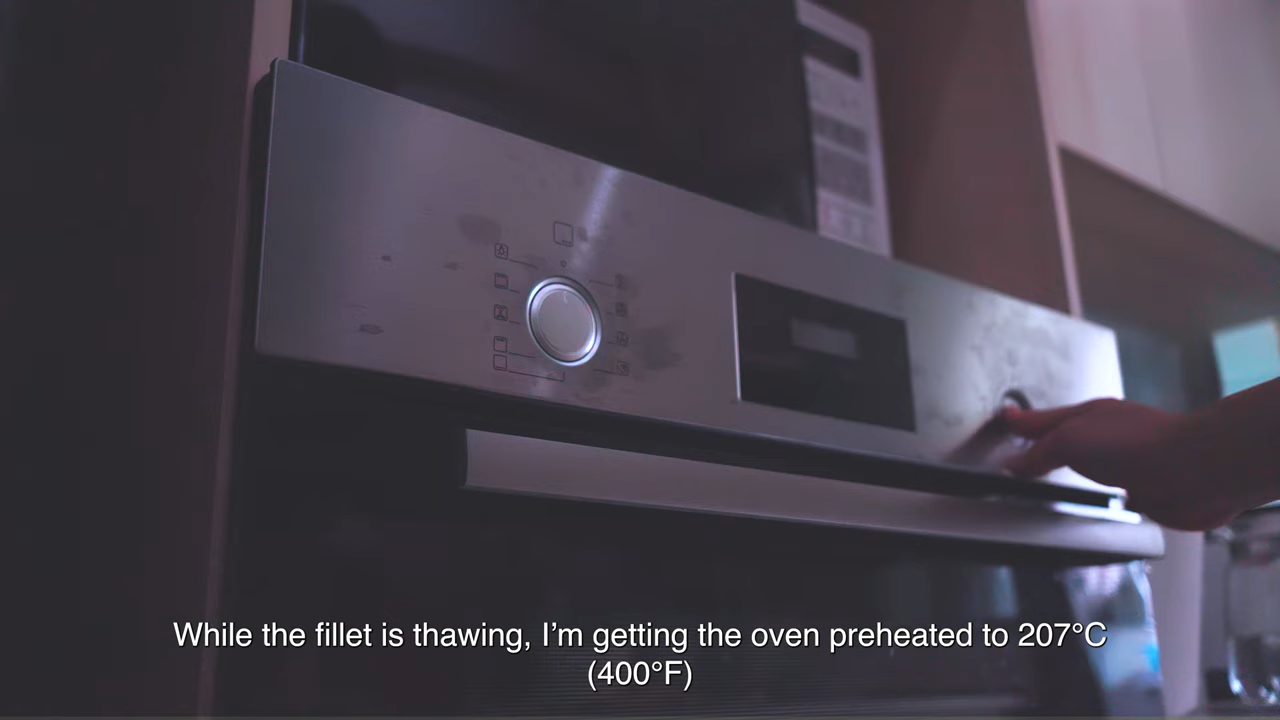 While the fillet is thawing, I’m getting the oven preheated to 207°C
(400°F)